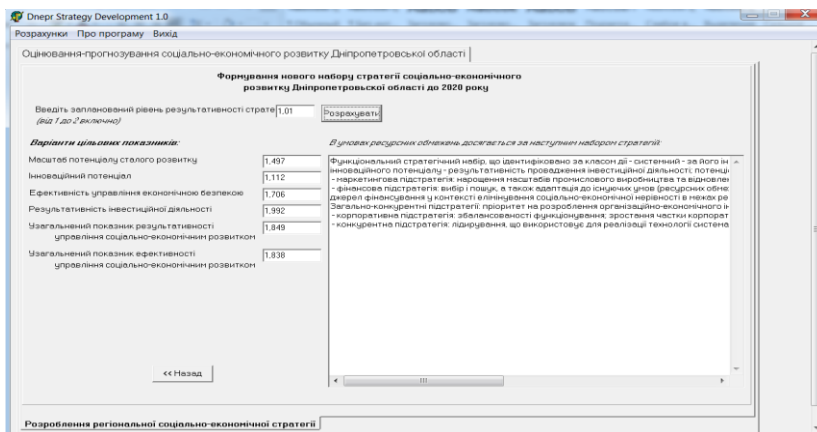 Dnepr Strategy Development 1.0
Розрахунки Про програму Вихід
Оцінювання-прогнозування соціально-економічного розвитку Дніпропетровської області
Формування нового набору стратегії соціально-економічного
розвитку Дніпропетровської області до 2020 року
Введіть запланований рівень результативності страте 1.01 Розрахувати
(від 1 до 2 включно)
Варіанти цільових показників:
В умовах ресурсних обмежень досягається за наступним набором стратегій:
Масштаб потенціалу сталого розвитку 1,497
Інноваційний потенціал 1,112
Ефективність управління економічною безпекою 1,706
Результативність інвестиційної діяльності 1,992
Узагальнений показник результативності 1,849
управління соціально-економічним розвитком
Узагальнений показник ефективності 1,838
управління соціально-економічним розвитком
Функціональний стратегічний набір, що ідентифіковано за класом дії - системний - за його ін
інноваційного потенціалу - результативність провадження інвестиційної діяльності; потенці
- маркетингова підстратегія: нарощення масштабів промислового виробництва та відновле
- фінансова підстратегія: вибір і пошук, а також адаптація до існуючих умов (ресурсних обме
джерел фінансування у контексті елімінування соціально-економічної нерівності в межах ре
Загально-конкурентні підстратегії: пріоритет на розроблення організаційно-економічного ін
- корпоративна підстратегія: збалансованості функціонування; зростання частки корпорат
- конкурентна підстратегія: лідирування, що використовує для реалізації технології система
<< Назад
Розроблення регіональної соціально-економічної стратегії